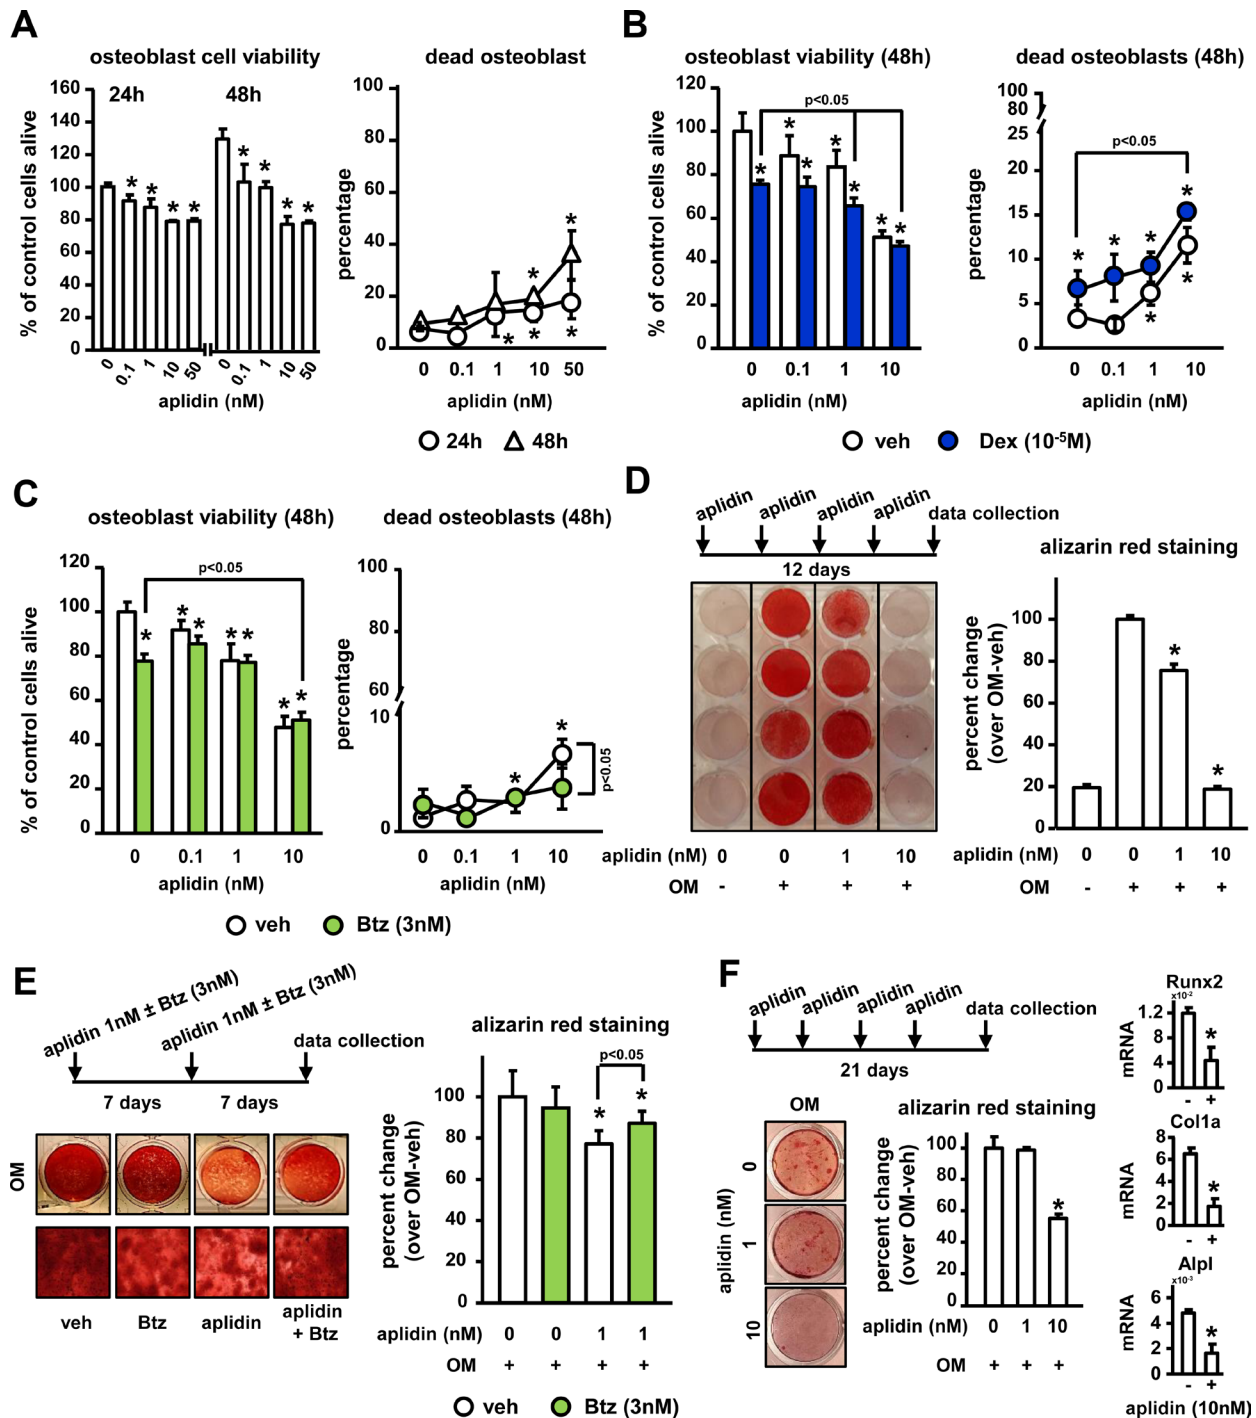 A
osteoblast cell viability
dead osteoblast
24h
48h
% of control cells alive
160
140
120
100
80
60
40
20
0
0
0.1
1
10
50
0
0.1
1
10
50
aplidin (nM)
* * * * * * * *
percentage
100
80
60
40
20
0
* * * * *
0 0.1 1 10 50
aplidin (nM)
24h 48h
B
osteoblast viability (48h)
dead osteoblasts (48h)
% of control cells alive
120
100
80
60
40
20
0
p<0.05
* * * * * * *
0 0.1 1 10
aplidin (nM)
percentage
100
80
25
20
15
10
5
0
p<0.05
* * * * * *
0 0.1 1 10
aplidin (nM)
veh Dex (10⁻⁵M)
C
osteoblast viability (48h)
dead osteoblasts (48h)
% of control cells alive
120
100
80
60
40
20
0
p<0.05
* * * * * * *
0 0.1 1 10
aplidin (nM)
percentage
100
80
60
10
0
* *
p<0.05
0 0.1 1 10
aplidin (nM)
veh Btz (3nM)
D
aplidin aplidin aplidin aplidin data collection
12 days
aplidin (nM) 0 0 1 10
OM - + + +
alizarin red staining
percent change
(over OM-veh)
100
80
60
40
20
0
* *
aplidin (nM) 0 0 1 10
OM - + + +
E
aplidin 1nM ± Btz (3nM)
aplidin 1nM ± Btz (3nM)
data collection
7 days 7 days
OM
veh Btz aplidin aplidin
+ Btz
alizarin red staining
percent change
(over OM-veh)
100
80
60
40
20
0
p<0.05
* *
aplidin (nM) 0 0 1 1
OM + + + +
veh Btz (3nM)
F
aplidin aplidin aplidin aplidin data collection
21 days
OM
aplidin (nM)
0
1
10
alizarin red staining
percent change
(over OM-veh)
100
80
60
40
20
0
*
aplidin (nM) 0 1 10
OM + + +
Runx2
x10⁻²
mRNA
1.2
8
4
0
*
- +
Col1a
mRNA
8
6
4
2
0
*
- +
Alpl
x10⁻³
mRNA
6
4
2
0
*
- +
aplidin (10nM)